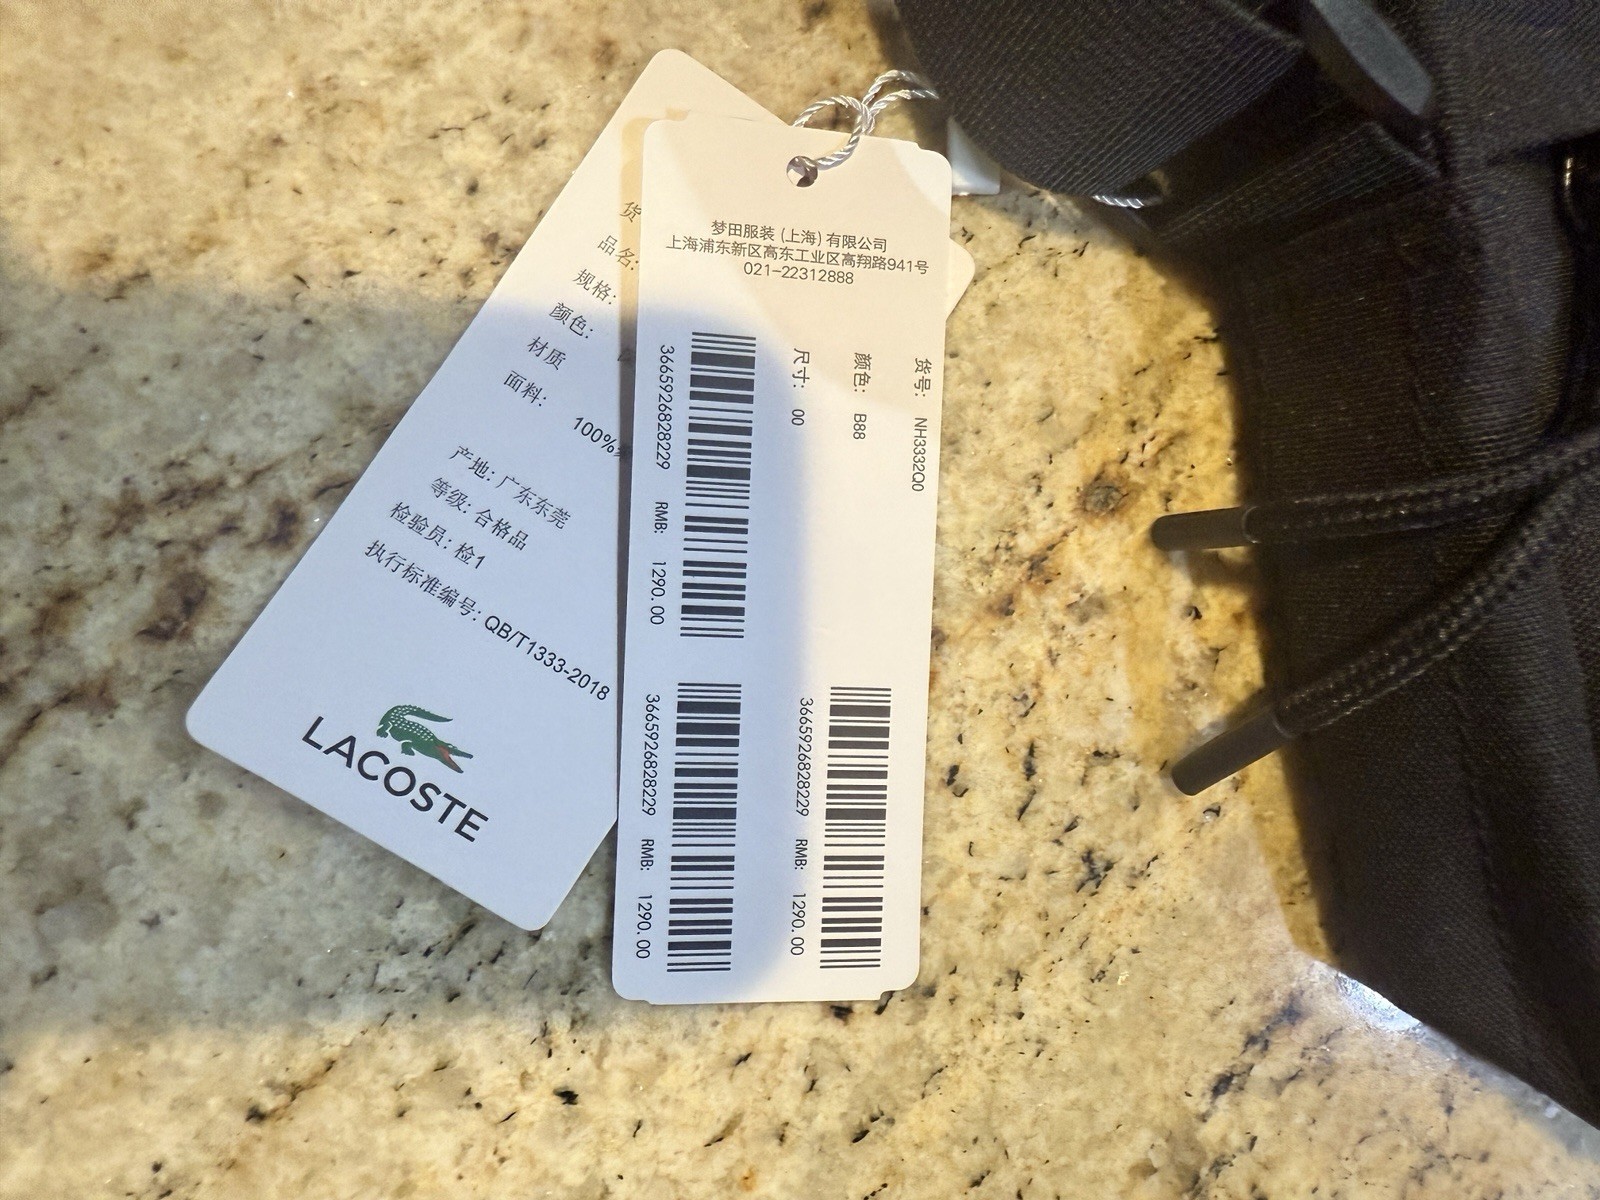 货
品名:
规格:
颜色:
材质
面料:
100%
产地: 广东东莞
等级: 合格品
检验员: 检1
执行标准编号: QB/T1333-2018
LACOSTE
梦田服装 (上海) 有限公司
上海浦东新区高东工业区高翔路941号
021-22312888
货号: NH3332Q0
颜色: B88
尺寸: 00
3665926828229 RMB: 1290.00
3665926828229 RMB: 1290.00
3665926828229 RMB: 1290.00